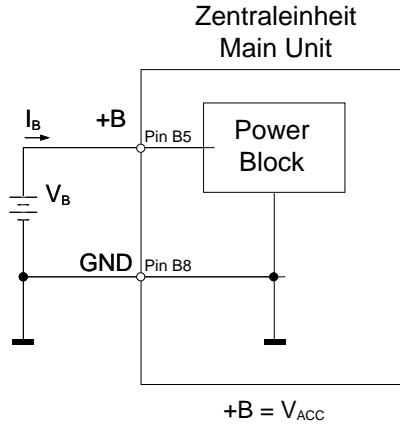 Zentraleinheit
Main Unit
I_B
+B
Pin B5
Power
Block
V_B
GND
Pin B8
+B = V_ACC